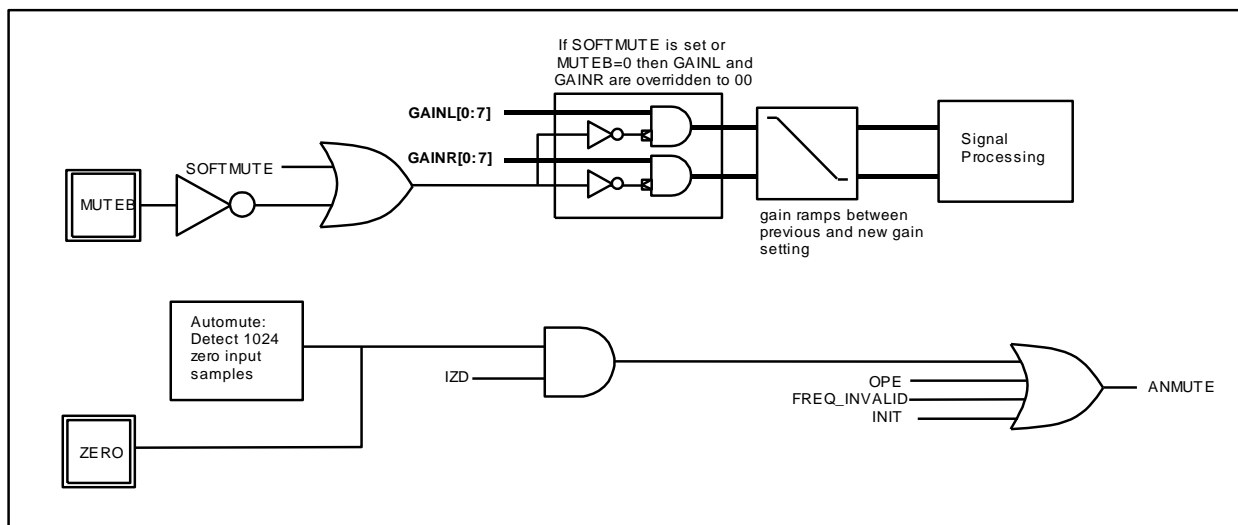 If SOFTMUTE is set or
MUTEB=0 then GAINL and
GAINR are overridden to 00
GAINL[0:7]
GAINR[0:7]
SOFTMUTE
MUTEB
Signal
Processing
gain ramps between
previous and new gain
setting
Automute:
Detect 1024
zero input
samples
IZD
OPE
FREQ_INVALID
INIT
ANMUTE
ZERO